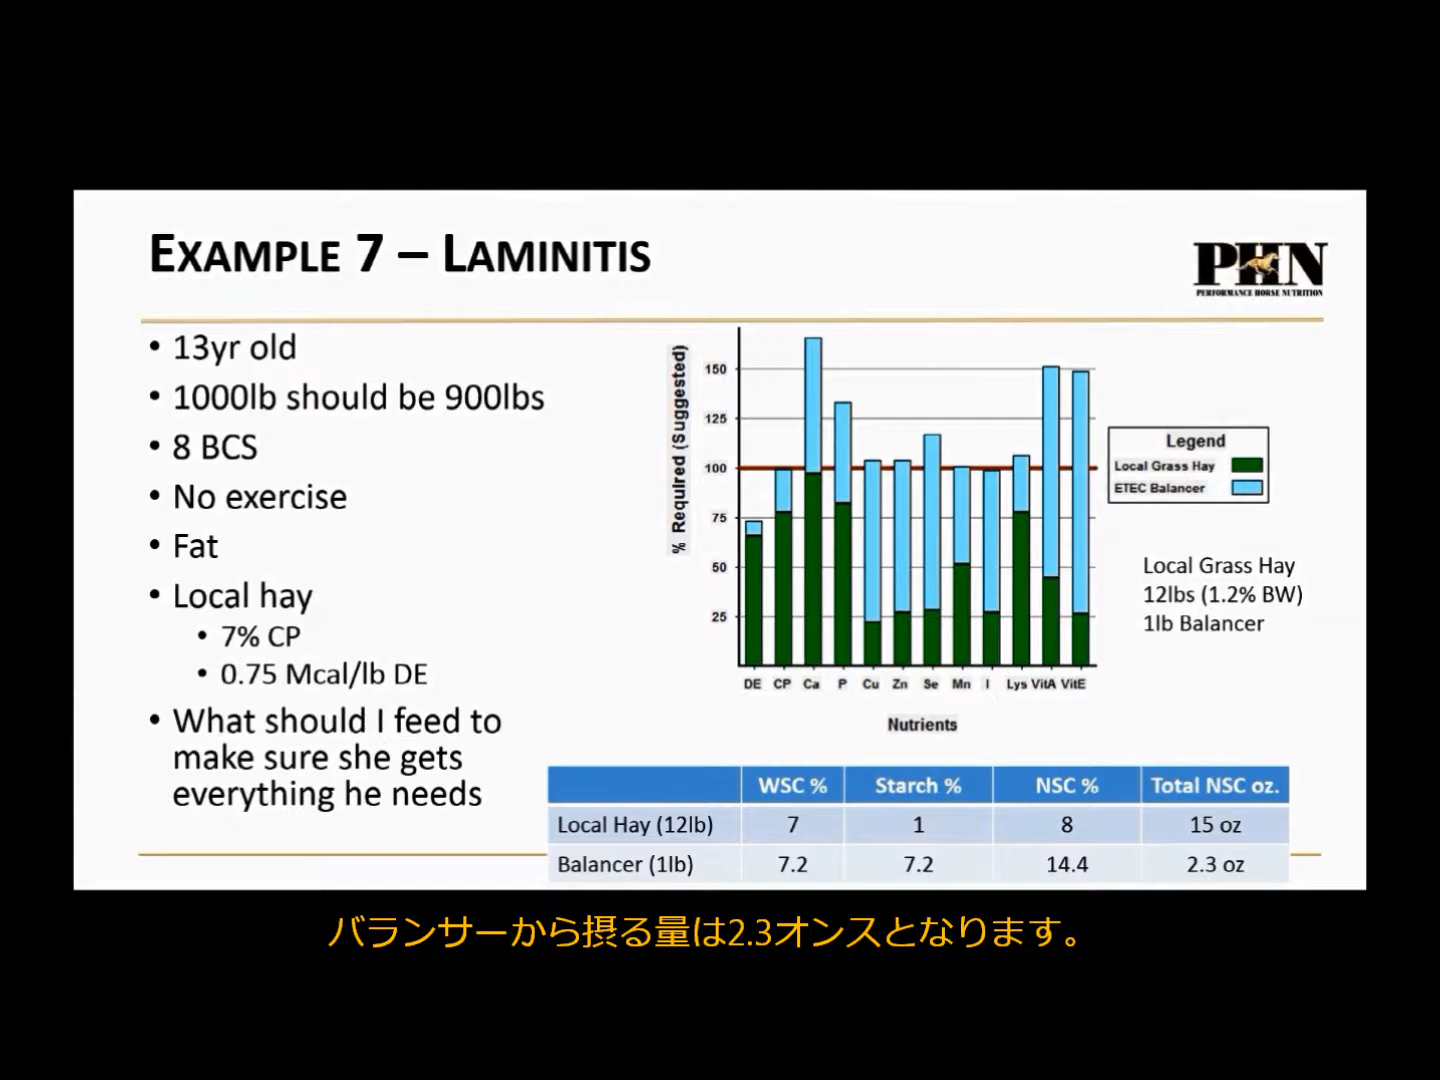 EXAMPLE 7 – LAMINITIS
PHN
PERFORMANCE HORSE NUTRITION
• 13yr old
• 1000lb should be 900lbs
• 8 BCS
• No exercise
• Fat
• Local hay
• 7% CP
• 0.75 Mcal/lb DE
• What should I feed to
make sure she gets
everything he needs
% Required (Suggested)
150
125
100
75
50
25
DE CP Ca P Cu Zn Se Mn I Lys VitA VitE
Nutrients
Legend
Local Grass Hay
ETEC Balancer
Local Grass Hay
12lbs (1.2% BW)
1lb Balancer
WSC % Starch % NSC % Total NSC oz.
Local Hay (12lb) 7 1 8 15 oz
Balancer (1lb) 7.2 7.2 14.4 2.3 oz
バランサーから摂る量は2.3オンスとなります。